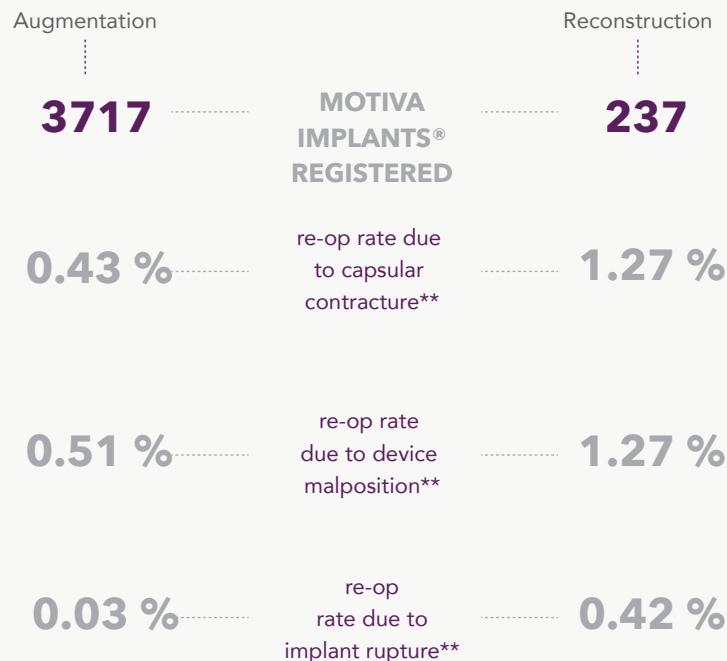 Augmentation
Reconstruction
3717
MOTIVA
IMPLANTS®
REGISTERED
237
0.43 %
re-op rate due
to capsular
contracture**
1.27 %
0.51 %
re-op rate
due to device
malposition**
1.27 %
0.03 %
re-op
rate due to
implant rupture**
0.42 %